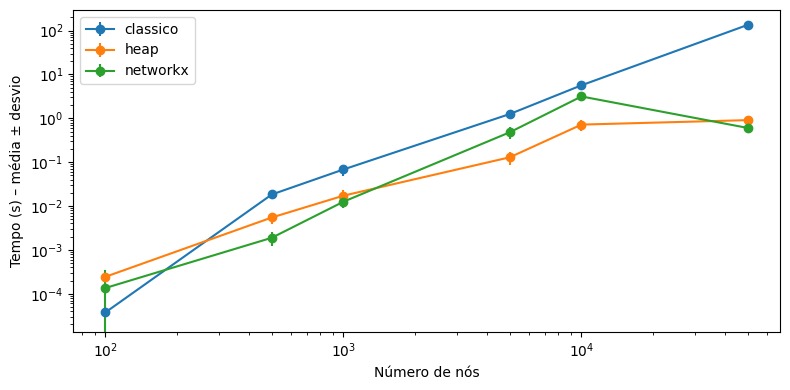 classico
heap
networkx
Tempo (s) – média ± desvio
10²
10¹
10⁰
10⁻¹
10⁻²
10⁻³
10⁻⁴
10² 10³ 10⁴
Número de nós